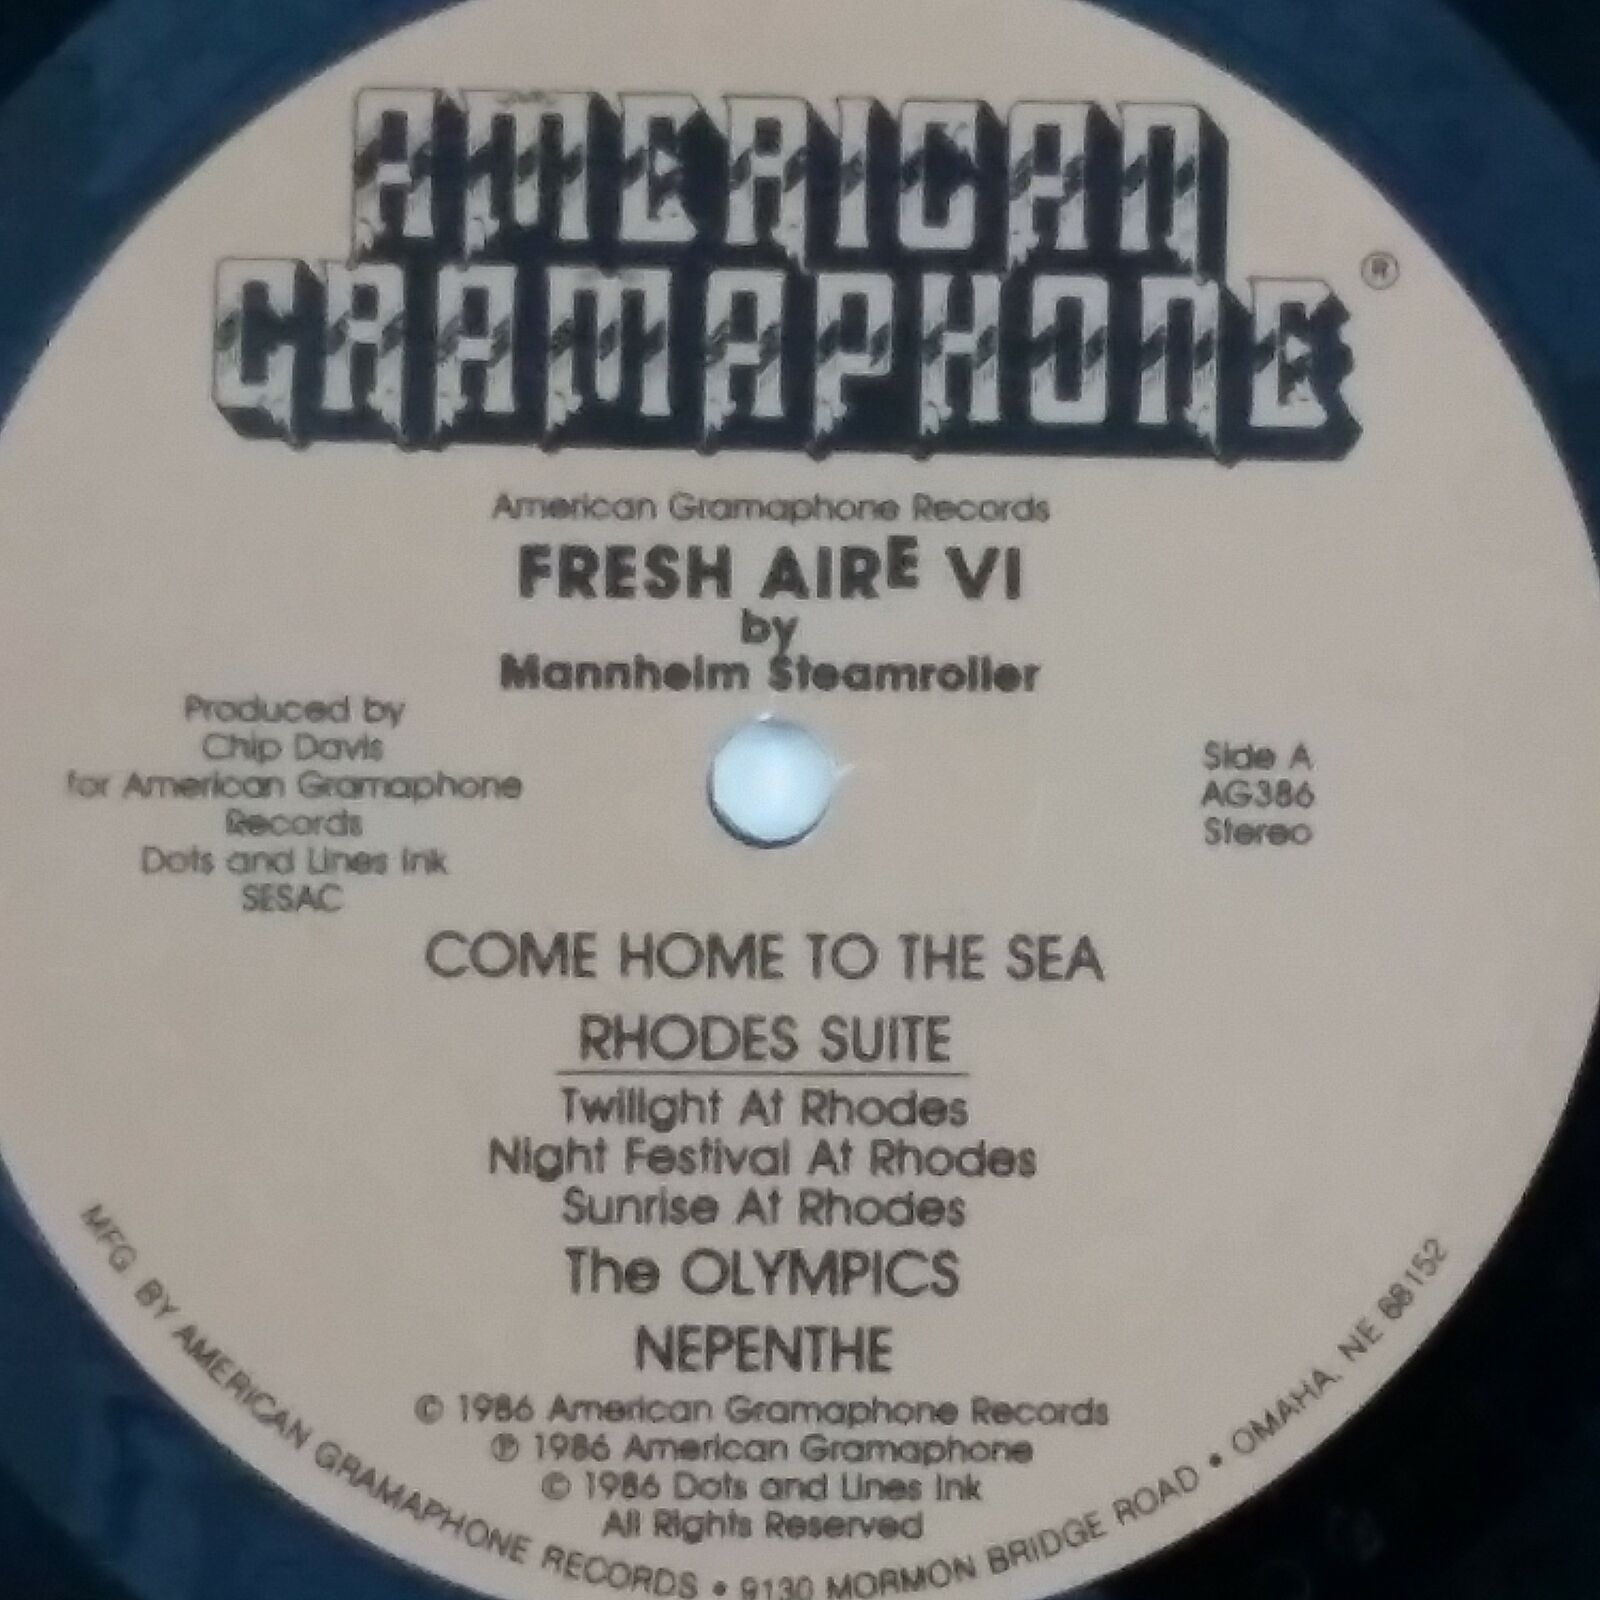 AMERICAN
GRAMAPHONE ®
American Gramaphone Records
FRESH AIRE VI
by
Mannheim Steamroller
Produced by
Chip Davis
for American Gramaphone
Records
Dots and Lines Ink
SESAC
Side A
AG386
Stereo
COME HOME TO THE SEA
RHODES SUITE
Twilight At Rhodes
Night Festival At Rhodes
Sunrise At Rhodes
The OLYMPICS
NEPENTHE
© 1986 American Gramaphone Records
℗ 1986 American Gramaphone
© 1986 Dots and Lines Ink
All Rights Reserved
MFG. BY AMERICAN GRAMAPHONE RECORDS • 9130 MORMON BRIDGE ROAD • OMAHA, NE 68152